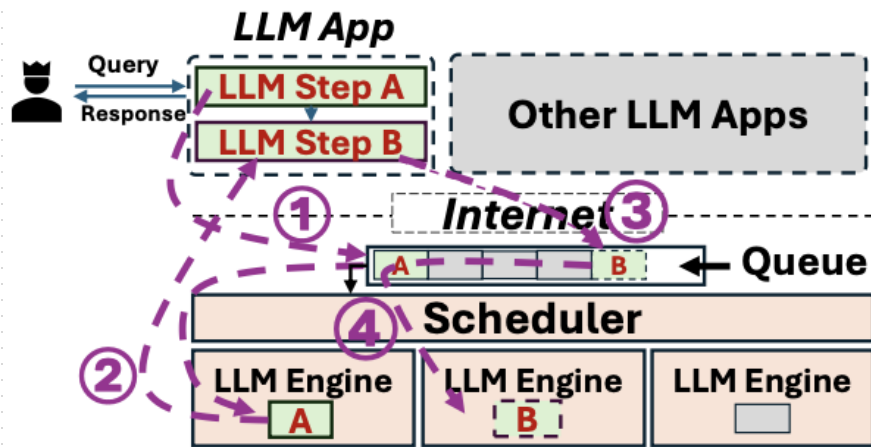 LLM App
Query
Response
LLM Step A
LLM Step B
Other LLM Apps
1
Internet
3
A
B
Queue
4
Scheduler
2
LLM Engine
LLM Engine
LLM Engine
A
B